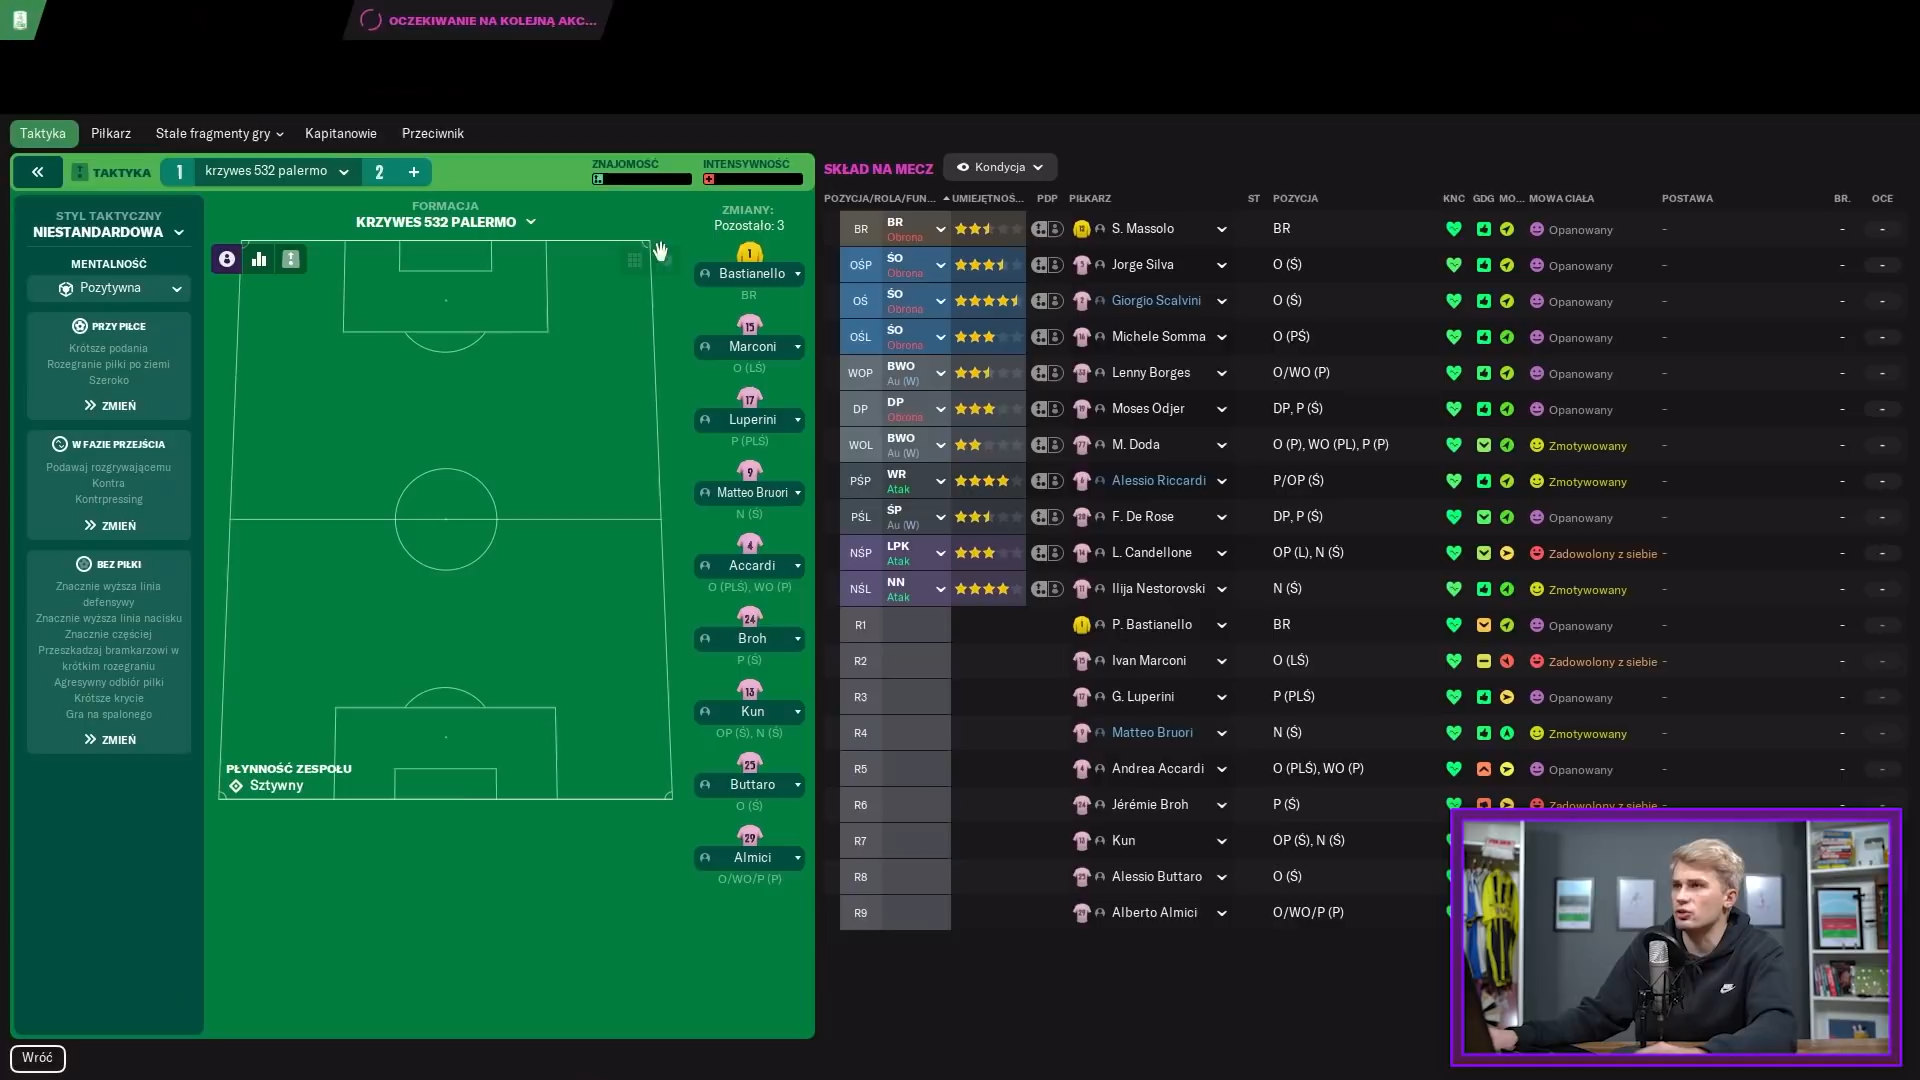 OCZEKIWANIE NA KOLEJNĄ AKC...
Taktyka
Piłkarz
Stałe fragmenty gry
Kapitanowie
Przeciwnik
TAKTYKA
1
krzywes 532 palermo
2
+
ZNAJOMOŚĆ
INTENSYWNOŚĆ
STYL TAKTYCZNY
NIESTANDARDOWA
MENTALNOŚĆ
Pozytywna
PRZY PIŁCE
Krótsze podania
Rozegranie piłki po ziemi
Szeroko
ZMIEŃ
W FAZIE PRZEJŚCIA
Podawaj rozgrywającemu
Kontra
Kontrpressing
ZMIEŃ
BEZ PIŁKI
Znacznie wyższa linia
defensywy
Znacznie wyższa linia nacisku
Znacznie częściej
Przeszkadzaj bramkarzowi w
krótkim rozegraniu
Agresywny odbiór piłki
Krótsze krycie
Gra na spalonego
ZMIEŃ
FORMACJA
KRZYWES 532 PALERMO
PŁYNNOŚĆ ZESPOŁU
Sztywny
ZMIANY:
Pozostało: 3
1
Bastianello
BR
15
Marconi
O (LŚ)
17
Luperini
P (PLŚ)
9
Matteo Bruori
N (Ś)
4
Accardi
O (PLŚ), WO (P)
24
Broh
P (Ś)
13
Kun
OP (Ś), N (Ś)
25
Buttaro
O (Ś)
29
Almici
O/WO/P (P)
SKŁAD NA MECZ
Kondycja
POZYCJA/ROLA/FUN... UMIEJĘTNOŚ... PDP PIŁKARZ ST POZYCJA KNC GDG MO... MOWA CIAŁA POSTAWA BR. OCE
BR BR Obrona S. Massolo BR Opanowany - - -
OŚP ŚO Obrona Jorge Silva O (Ś) Opanowany - - -
OŚ ŚO Obrona Giorgio Scalvini O (Ś) Opanowany - - -
OŚL ŚO Obrona Michele Somma O (PŚ) Opanowany - - -
WOP BWO Au (W) Lenny Borges O/WO (P) Opanowany - - -
DP DP Obrona Moses Odjer DP, P (Ś) Opanowany - - -
WOL BWO Au (W) M. Doda O (P), WO (PL), P (P) Zmotywowany - - -
PŚP WR Atak Alessio Riccardi P/OP (Ś) Zmotywowany - - -
PŚL ŚP Au (W) F. De Rose DP, P (Ś) Opanowany - - -
NŚP LPK Atak L. Candellone OP (L), N (Ś) Zadowolony z siebie - - -
NŚL NN Atak Ilija Nestorovski N (Ś) Zmotywowany - - -
R1 P. Bastianello BR Opanowany - - -
R2 Ivan Marconi O (LŚ) Zadowolony z siebie - - -
R3 G. Luperini P (PLŚ) Opanowany - - -
R4 Matteo Bruori N (Ś) Zmotywowany - - -
R5 Andrea Accardi O (PLŚ), WO (P) Opanowany - - -
R6 Jérémie Broh P (Ś) Zadowolony z siebie - - -
R7 Kun OP (Ś), N (Ś)
R8 Alessio Buttaro O (Ś)
R9 Alberto Almici O/WO/P (P)
Wróć